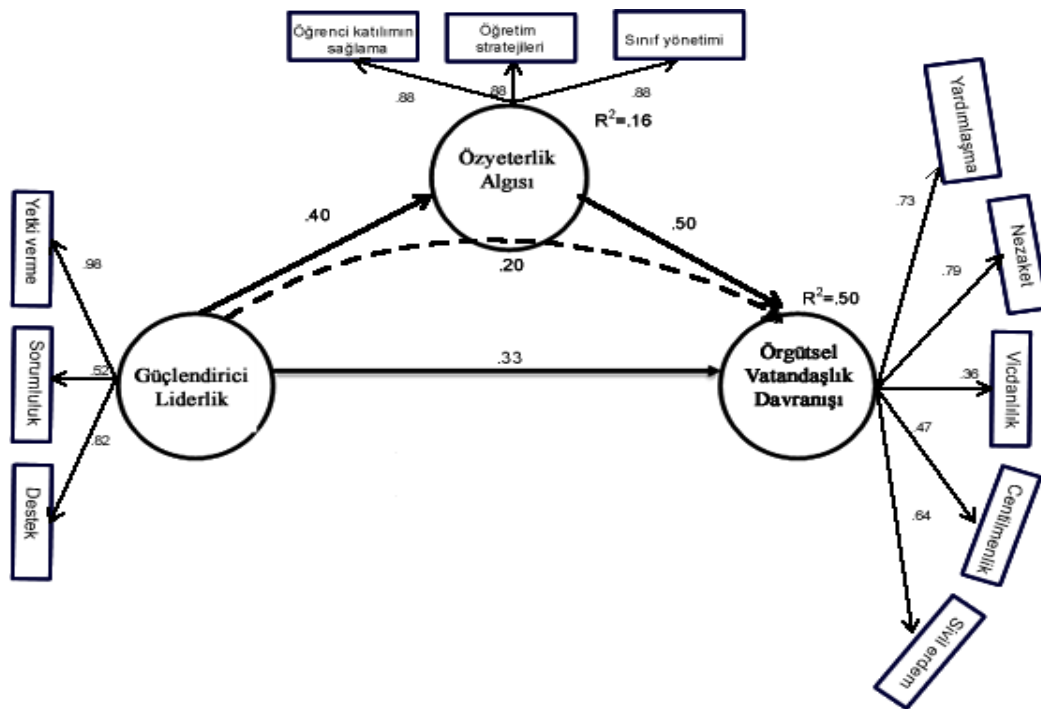 Öğrenci katılımın
sağlama
Öğretim
stratejileri
Sınıf yönetimi
.88
.88
.88
R²=.16
Özyeterlik
Algısı
Yardımlaşma
.73
Yetki verme
.98
.40
.50
Nezaket
.79
.20
R²=.50
Sorumluluk
.52
Güçlendirici
Liderlik
.33
Örgütsel
Vatandaşlık
Davranışı
.36
Vicdanlılık
.82
.47
Destek
Centilmenlik
.64
Sivil erdem